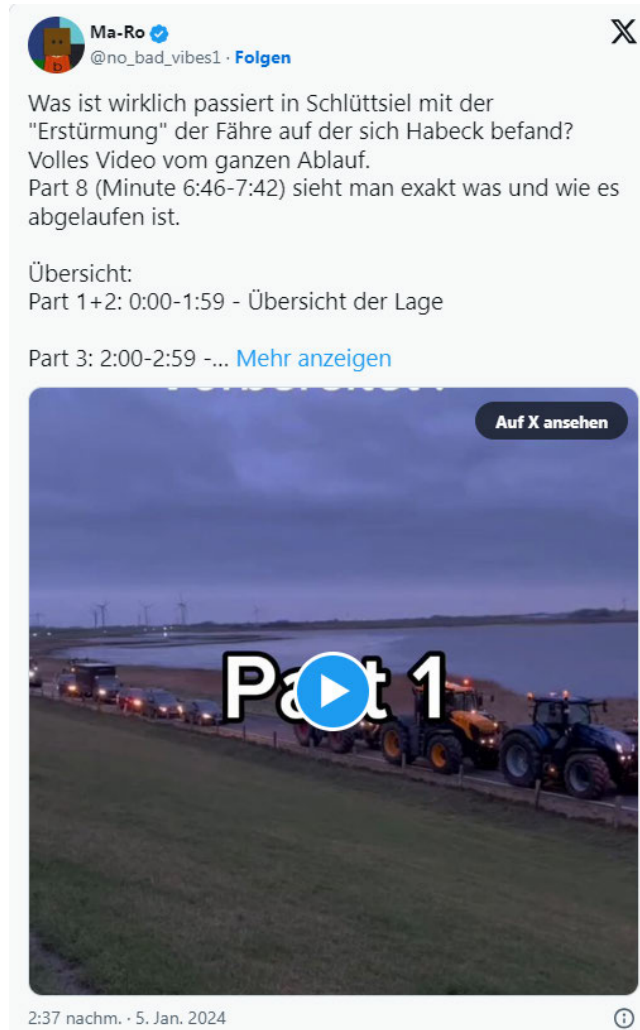 Ma-Ro
@no_bad_vibes1 · Folgen
Was ist wirklich passiert in Schlüttsiel mit der
"Erstürmung" der Fähre auf der sich Habeck befand?
Volles Video vom ganzen Ablauf.
Part 8 (Minute 6:46-7:42) sieht man exakt was und wie es
abgelaufen ist.
Übersicht:
Part 1+2: 0:00-1:59 - Übersicht der Lage
Part 3: 2:00-2:59 -... Mehr anzeigen
Auf X ansehen
Part 1
2:37 nachm. · 5. Jan. 2024